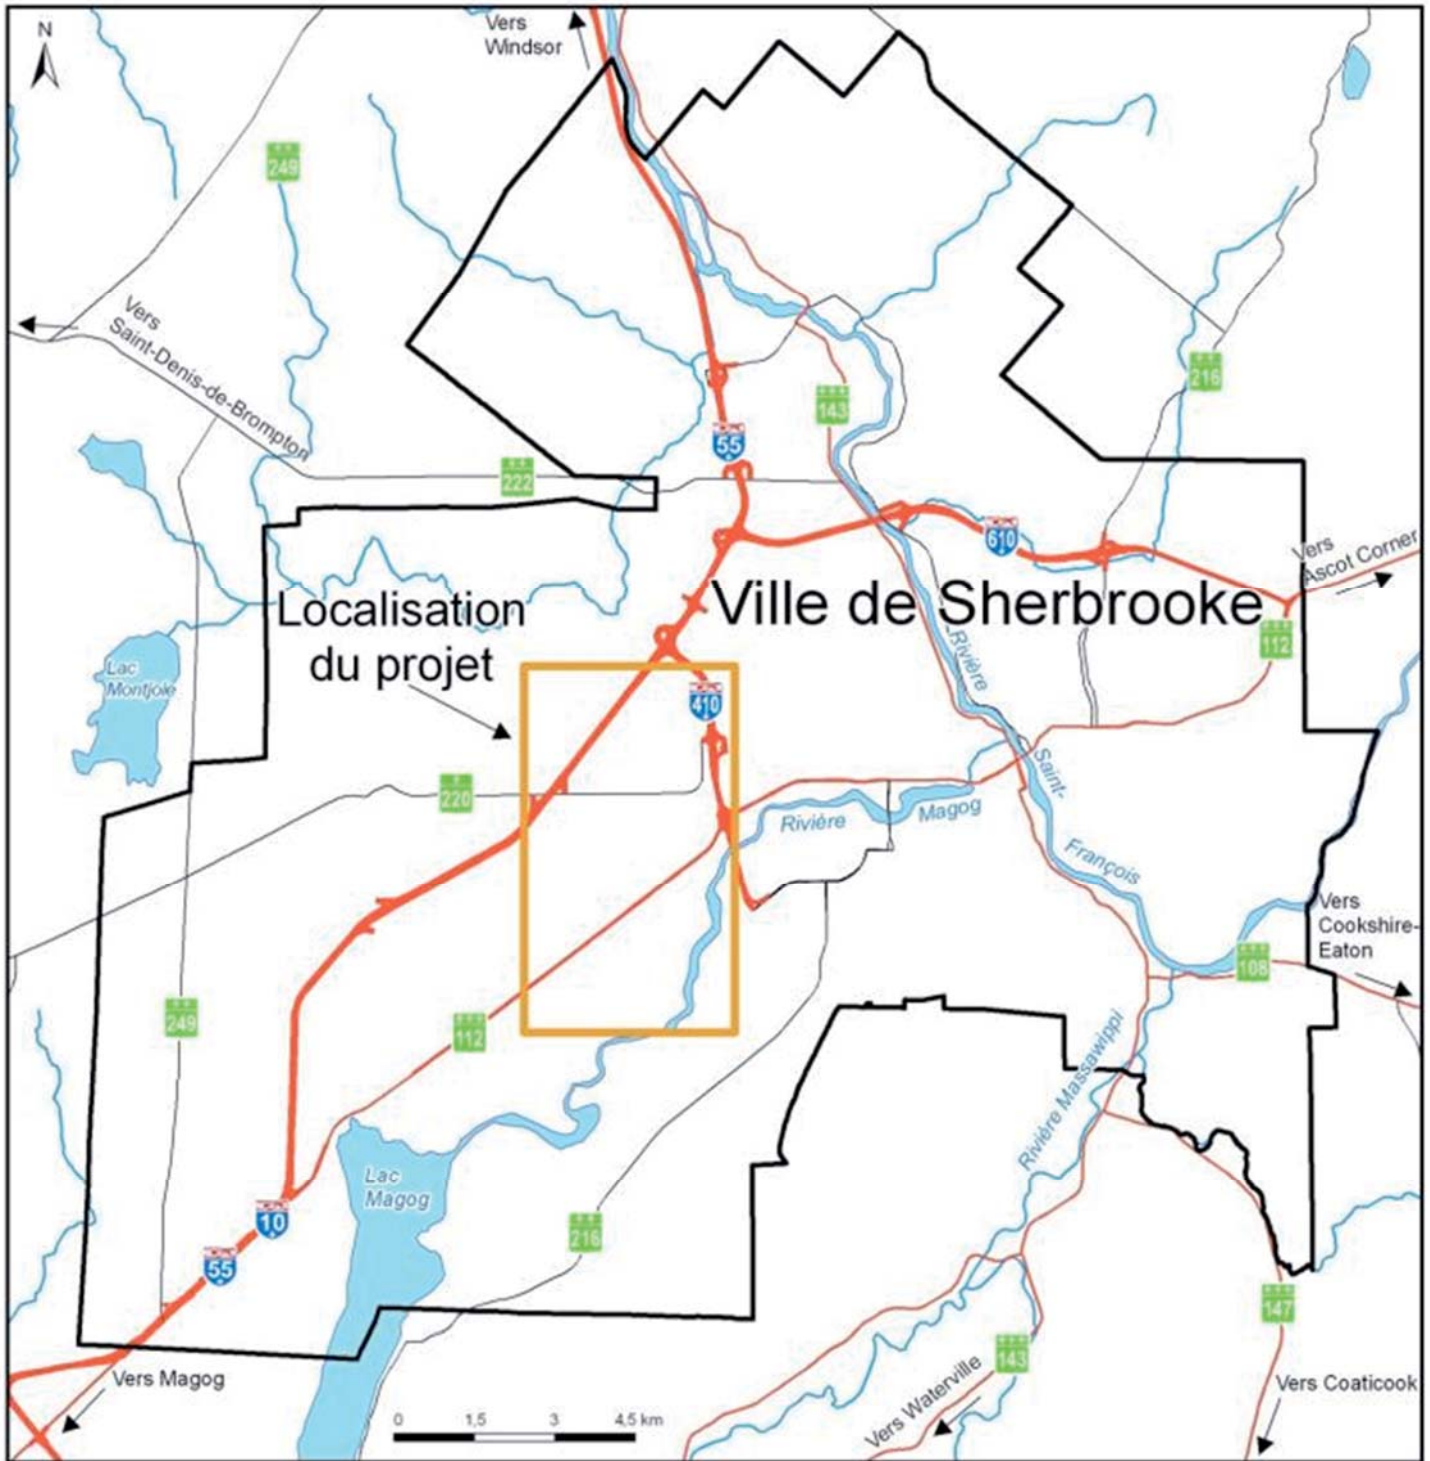 N
Vers
Windsor
249
Vers
Saint-Denis-de-Brompton
216
143
55
222
610
Vers
Ascot Corner
Localisation
du projet
Ville de Sherbrooke
112
Rivière
Lac
Montjoie
410
Saint-
220
Rivière
Magog
François
Vers
Cookshire-
Eaton
108
249
112
Rivière Massawippi
Lac
Magog
10
216
55
147
143
Vers Magog
Vers Waterville
Vers Coaticook
0 1,5 3 4,5 km